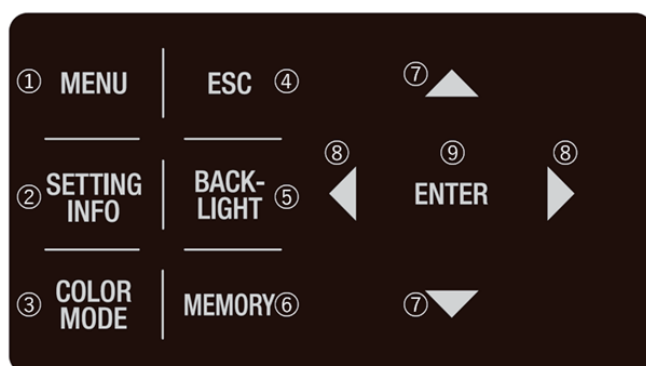 ① MENU
ESC ④
⑦
② SETTING
INFO
BACK-
LIGHT ⑤
⑧
⑨
ENTER
⑧
③ COLOR
MODE
MEMORY⑥
⑦